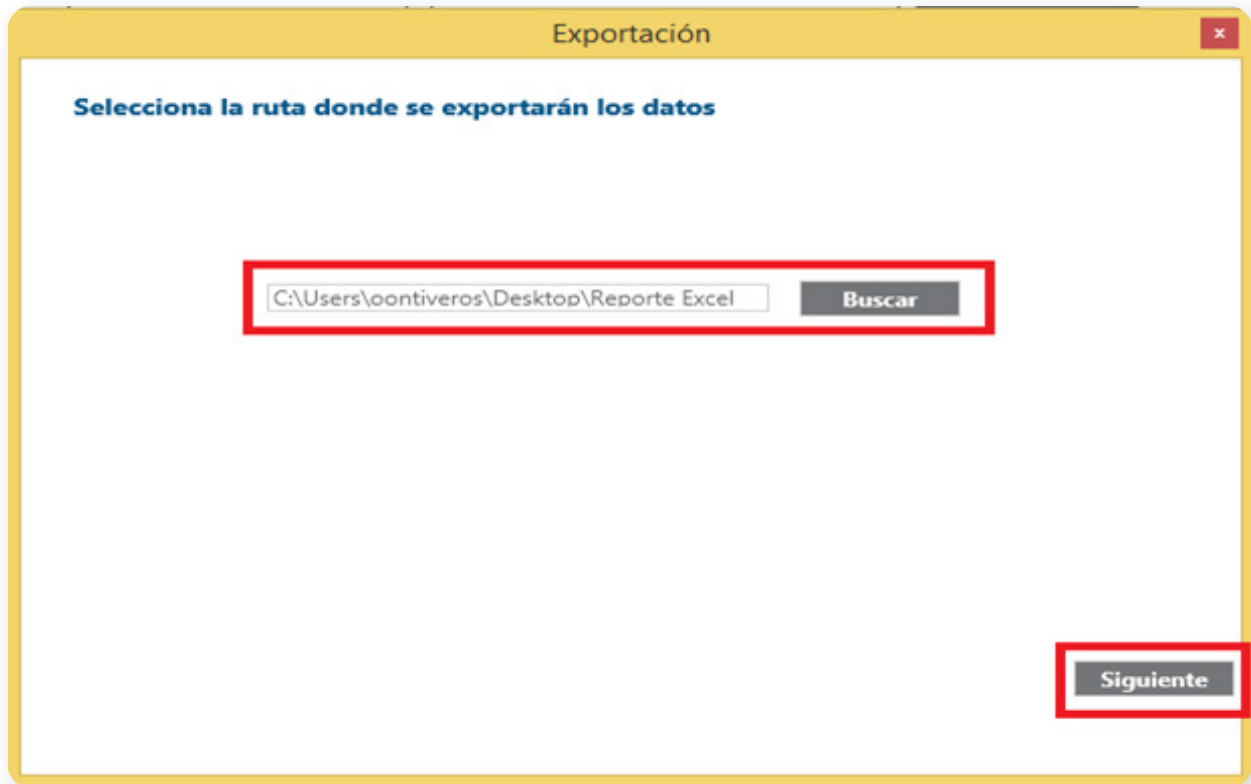 Exportación
x
Selecciona la ruta donde se exportarán los datos
C:\Users\oontiveros\Desktop\Reporte Excel
Buscar
Siguiente